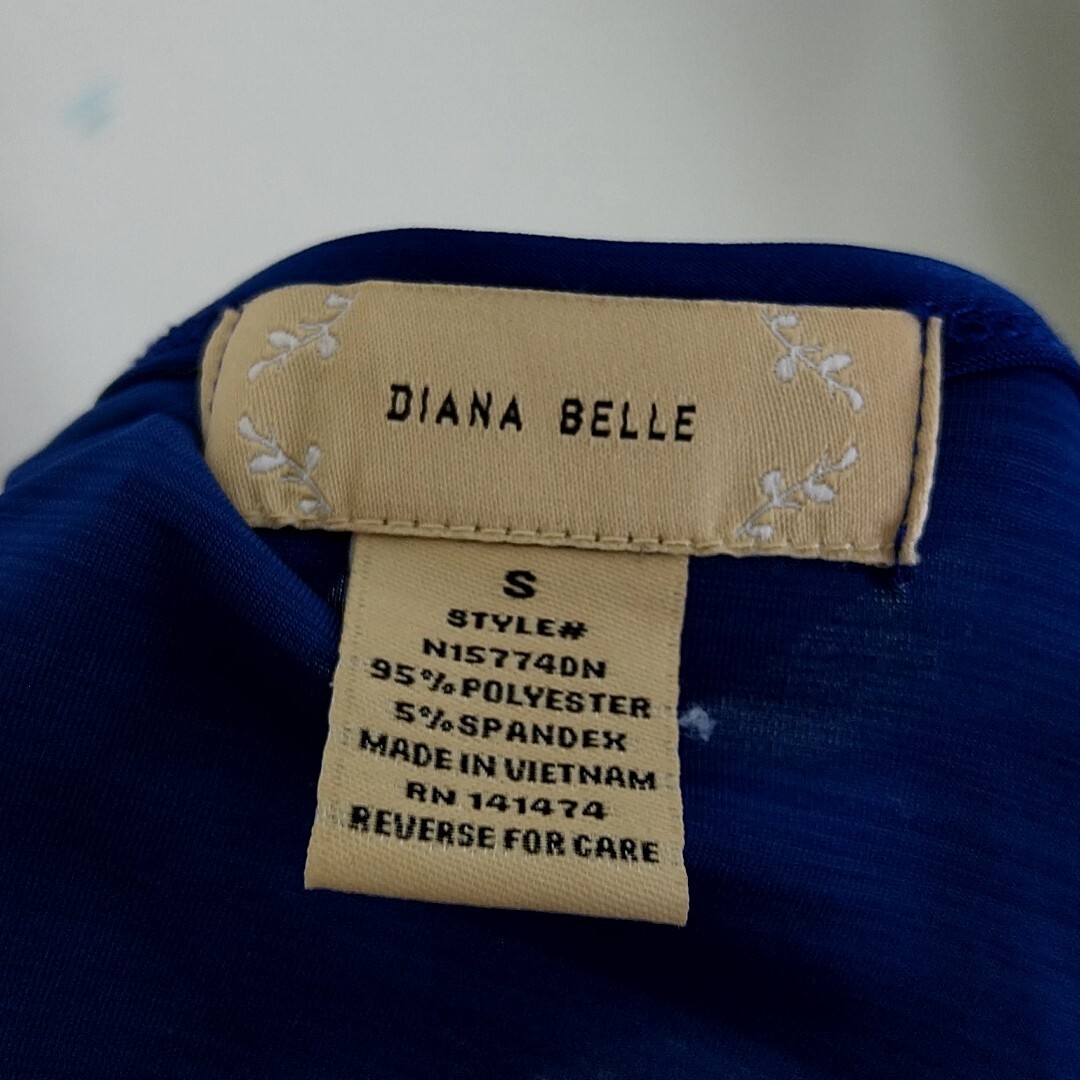 DIANA BELLE
S
STYLE#
N15774DN
95% POLYESTER
5% SPANDEX
MADE IN VIETNAM
RN 141474
REVERSE FOR CARE